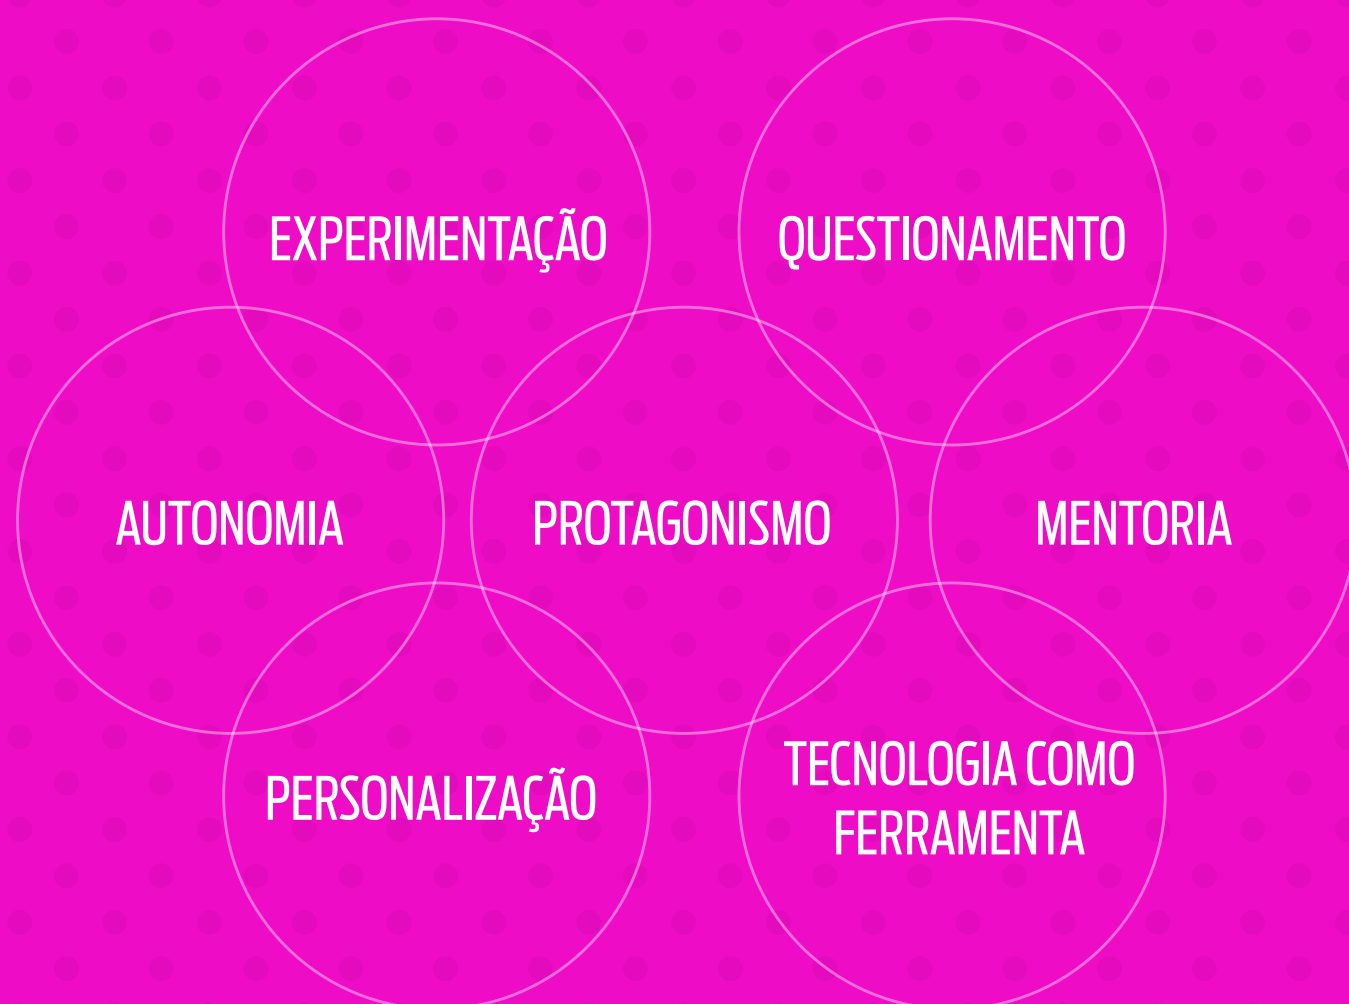 EXPERIMENTAÇÃO
QUESTIONAMENTO
AUTONOMIA
PROTAGONISMO
MENTORIA
PERSONALIZAÇÃO
TECNOLOGIA COMO
FERRAMENTA